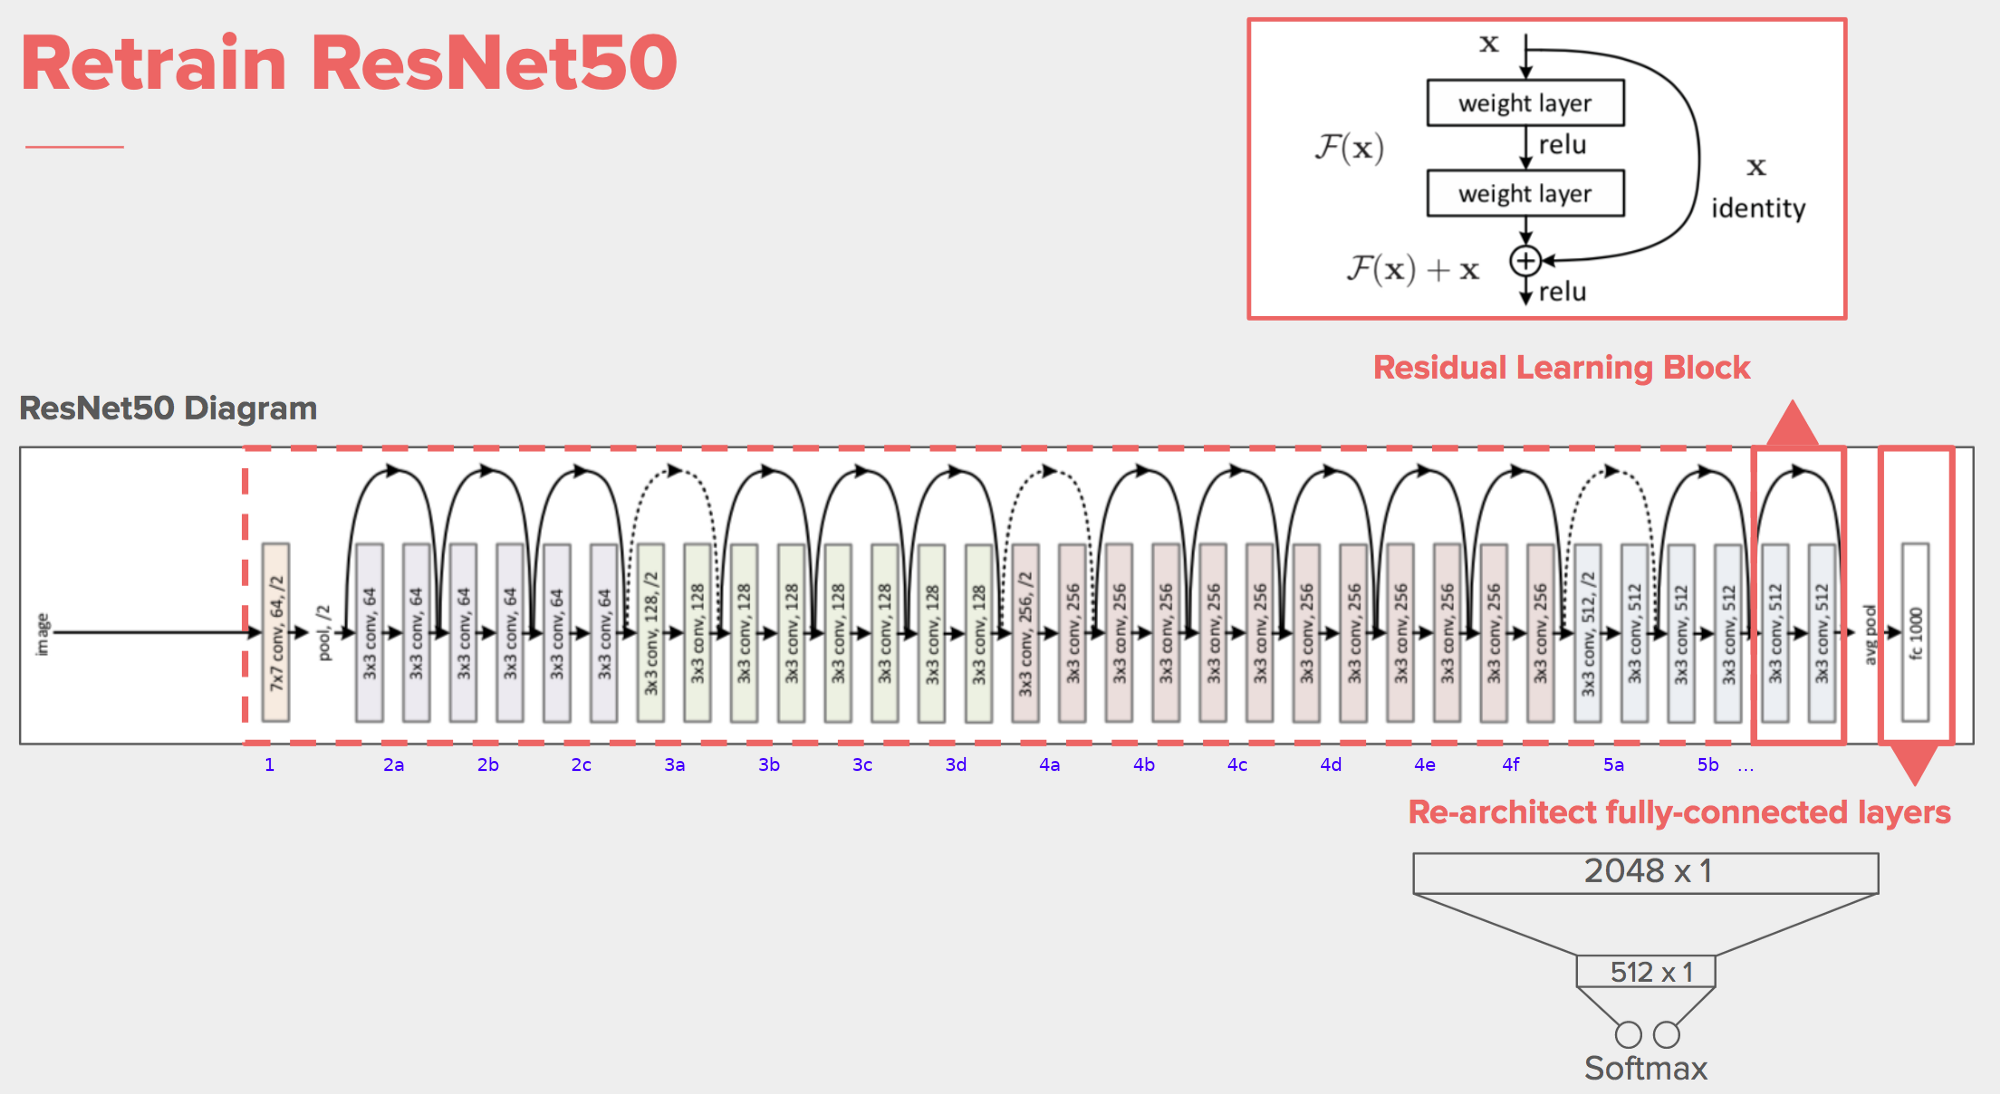 Retrain ResNet50
x
weight layer
relu
F(x)
weight layer
x
identity
F(x) + x
relu
Residual Learning Block
ResNet50 Diagram
image
7x7 conv, 64, /2
pool, /2
3x3 conv, 64
3x3 conv, 64
3x3 conv, 64
3x3 conv, 64
3x3 conv, 64
3x3 conv, 64
3x3 conv, 128, /2
3x3 conv, 128
3x3 conv, 128
3x3 conv, 128
3x3 conv, 128
3x3 conv, 128
3x3 conv, 128
3x3 conv, 128
3x3 conv, 256, /2
3x3 conv, 256
3x3 conv, 256
3x3 conv, 256
3x3 conv, 256
3x3 conv, 256
3x3 conv, 256
3x3 conv, 256
3x3 conv, 256
3x3 conv, 256
3x3 conv, 256
3x3 conv, 256
3x3 conv, 512, /2
3x3 conv, 512
3x3 conv, 512
3x3 conv, 512
3x3 conv, 512
3x3 conv, 512
avg pool
fc 1000
1 2a 2b 2c 3a 3b 3c 3d 4a 4b 4c 4d 4e 4f 5a 5b ...
Re-architect fully-connected layers
2048 x 1
512 x 1
Softmax